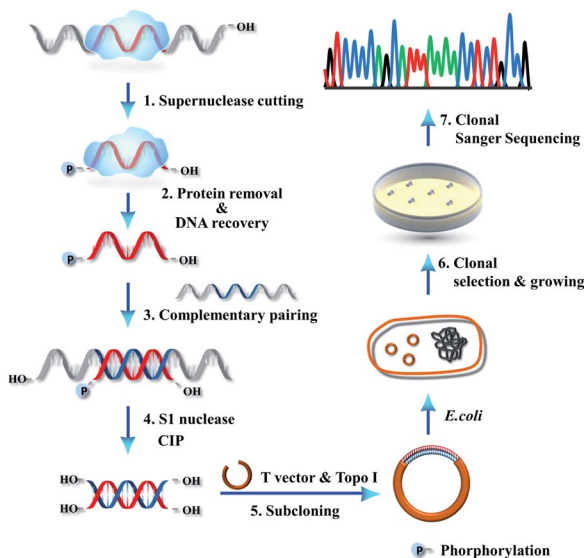 OH
1. Supernuclease cutting
P
OH
2. Protein removal
&
DNA recovery
P
OH
3. Complementary pairing
HO
P
OH
4. S1 nuclease
CIP
HO
OH
HO
OH
T vector & Topo I
5. Subcloning
E.coli
6. Clonal
selection & growing
7. Clonal
Sanger Sequencing
P
Phorphorylation